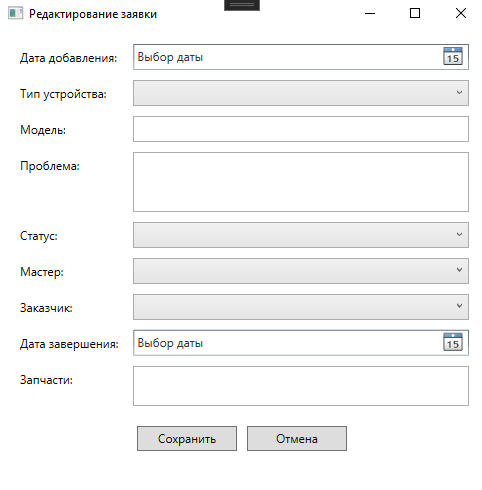 Редактирование заявки
Дата добавления: Выбор даты 15
Тип устройства:
Модель:
Проблема:
Статус:
Мастер:
Заказчик:
Дата завершения: Выбор даты 15
Запчасти:
Сохранить Отмена